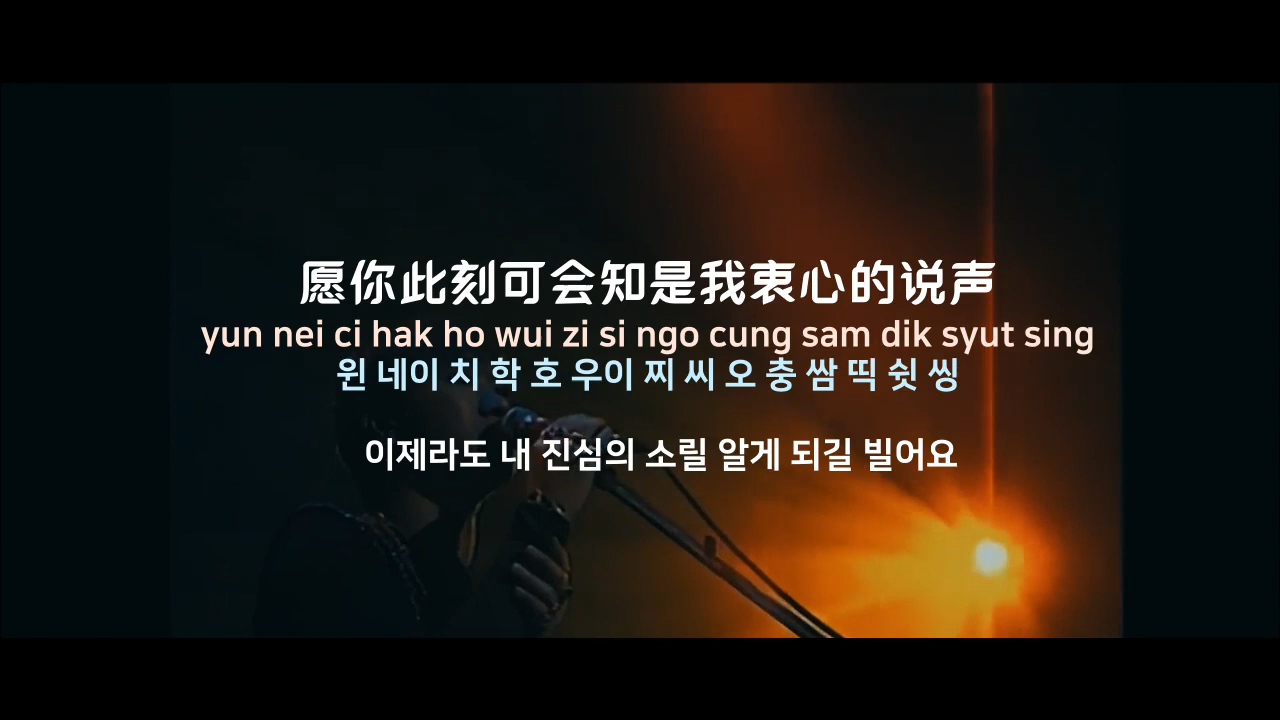 愿你此刻可会知是我衷心的说声
yun nei ci hak ho wui zi si ngo cung sam dik syut sing
윈 네이 치 학 호 우이 찌 씨 오 충 쌈 띡 쉿 씽
이제라도 내 진심의 소릴 알게 되길 빌어요